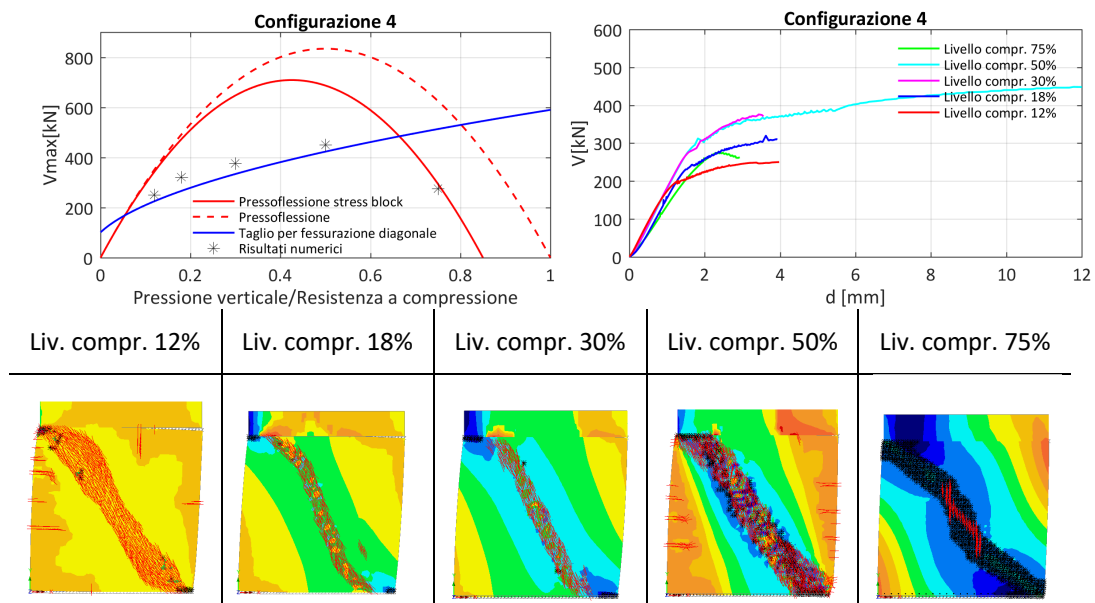 Configurazione 4
800
600
400
200
0
Vmax[kN]
Pressoflessione stress block
Pressoflessione
Taglio per fessurazione diagonale
Risultati numerici
0 0.2 0.4 0.6 0.8 1
Pressione verticale/Resistenza a compressione
Configurazione 4
600
500
400
300
200
100
0
V[kN]
Livello compr. 75%
Livello compr. 50%
Livello compr. 30%
Livello compr. 18%
Livello compr. 12%
0 2 4 6 8 10 12
d [mm]
Liv. compr. 12% Liv. compr. 18% Liv. compr. 30% Liv. compr. 50% Liv. compr. 75%